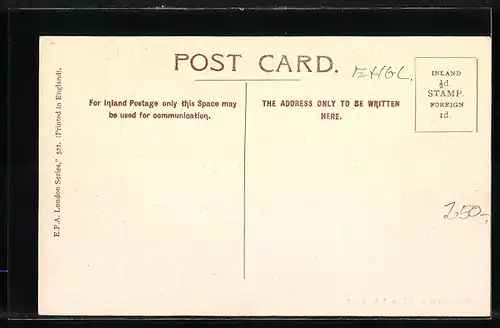 POST CARD.
EHGL.
For Inland Postage only this Space may
be used for communication.
THE ADDRESS ONLY TO BE WRITTEN
HERE.
INLAND
½d.
STAMP.
FOREIGN
1d.
250-,
E.F.A. London Series," 522. (Printed in England).